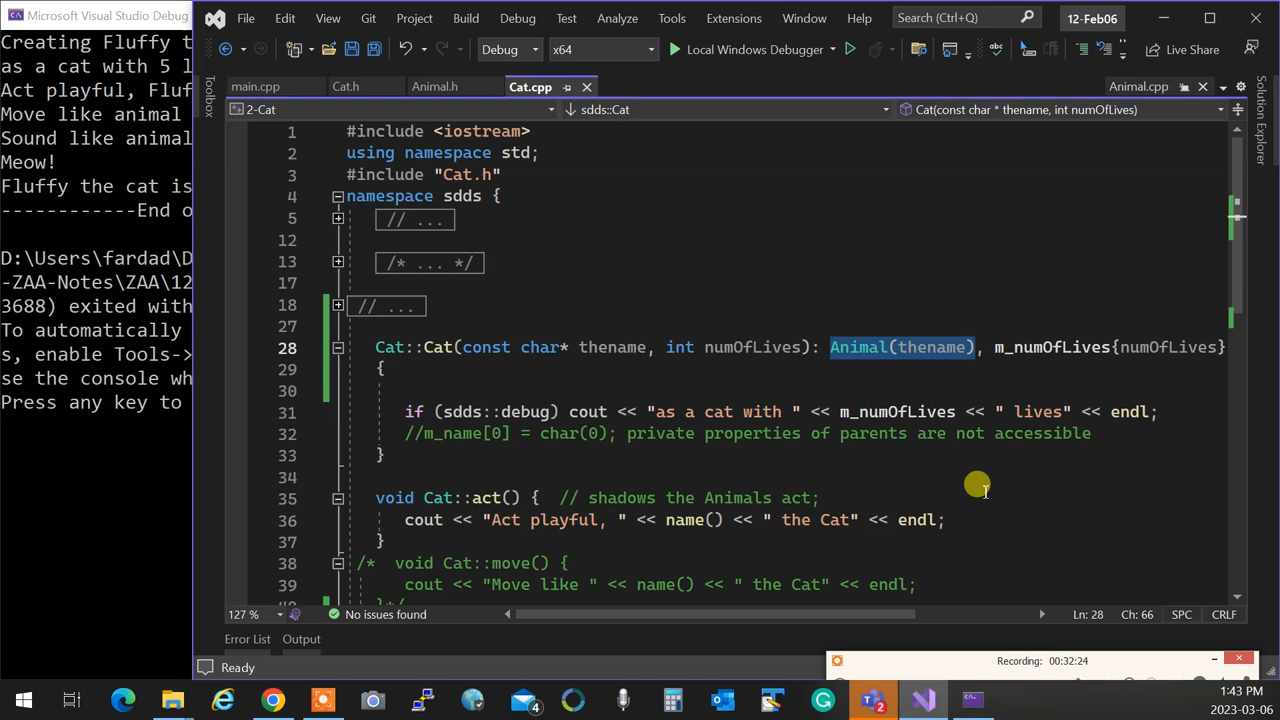 Microsoft Visual Studio Debug
Creating Fluffy t
as a cat with 5 l
Act playful, Fluf
Move like animal
Sound like animal
Meow!
Fluffy the cat is
------------End o
D:\Users\fardad\D
-ZAA-Notes\ZAA\12
3688) exited with
To automatically
s, enable Tools->
se the console wh
Press any key to
File Edit View Git Project Build Debug Test Analyze Tools Extensions Window Help Search (Ctrl+Q) 12-Feb06
Debug x64 Local Windows Debugger Live Share
main.cpp Cat.h Animal.h Cat.cpp Animal.cpp
2-Cat sdds::Cat Cat(const char * thename, int numOfLives)
Toolbox
Solution Explorer
1 #include <iostream>
2 using namespace std;
3 #include "Cat.h"
4 namespace sdds {
5 // ...
12
13 /* ... */
17
18 // ...
27
28 Cat::Cat(const char* thename, int numOfLives): Animal(thename), m_numOfLives{numOfLives}
29 {
30
31 if (sdds::debug) cout << "as a cat with " << m_numOfLives << " lives" << endl;
32 //m_name[0] = char(0); private properties of parents are not accessible
33 }
34
35 void Cat::act() { // shadows the Animals act;
36 cout << "Act playful, " << name() << " the Cat" << endl;
37 }
38 /* void Cat::move() {
39 cout << "Move like " << name() << " the Cat" << endl;
40 }*/
127 % No issues found Ln: 28 Ch: 66 SPC CRLF
Error List Output
Ready
Recording: 00:32:24
4
2
1:43 PM
2023-03-06